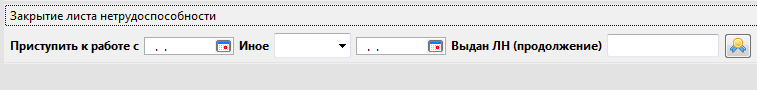 Закрытие листа нетрудоспособности
Приступить к работе с . . Иное . . Выдан ЛН (продолжение)